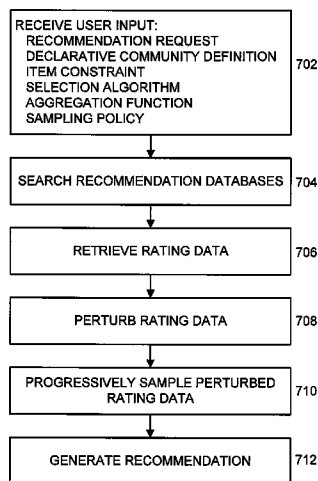 RECEIVE USER INPUT:
RECOMMENDATION REQUEST
DECLARATIVE COMMUNITY DEFINITION
ITEM CONSTRAINT
SELECTION ALGORITHM
AGGREGATION FUNCTION
SAMPLING POLICY
702
SEARCH RECOMMENDATION DATABASES
704
RETRIEVE RATING DATA
706
PERTURB RATING DATA
708
PROGRESSIVELY SAMPLE PERTURBED
RATING DATA
710
GENERATE RECOMMENDATION
712